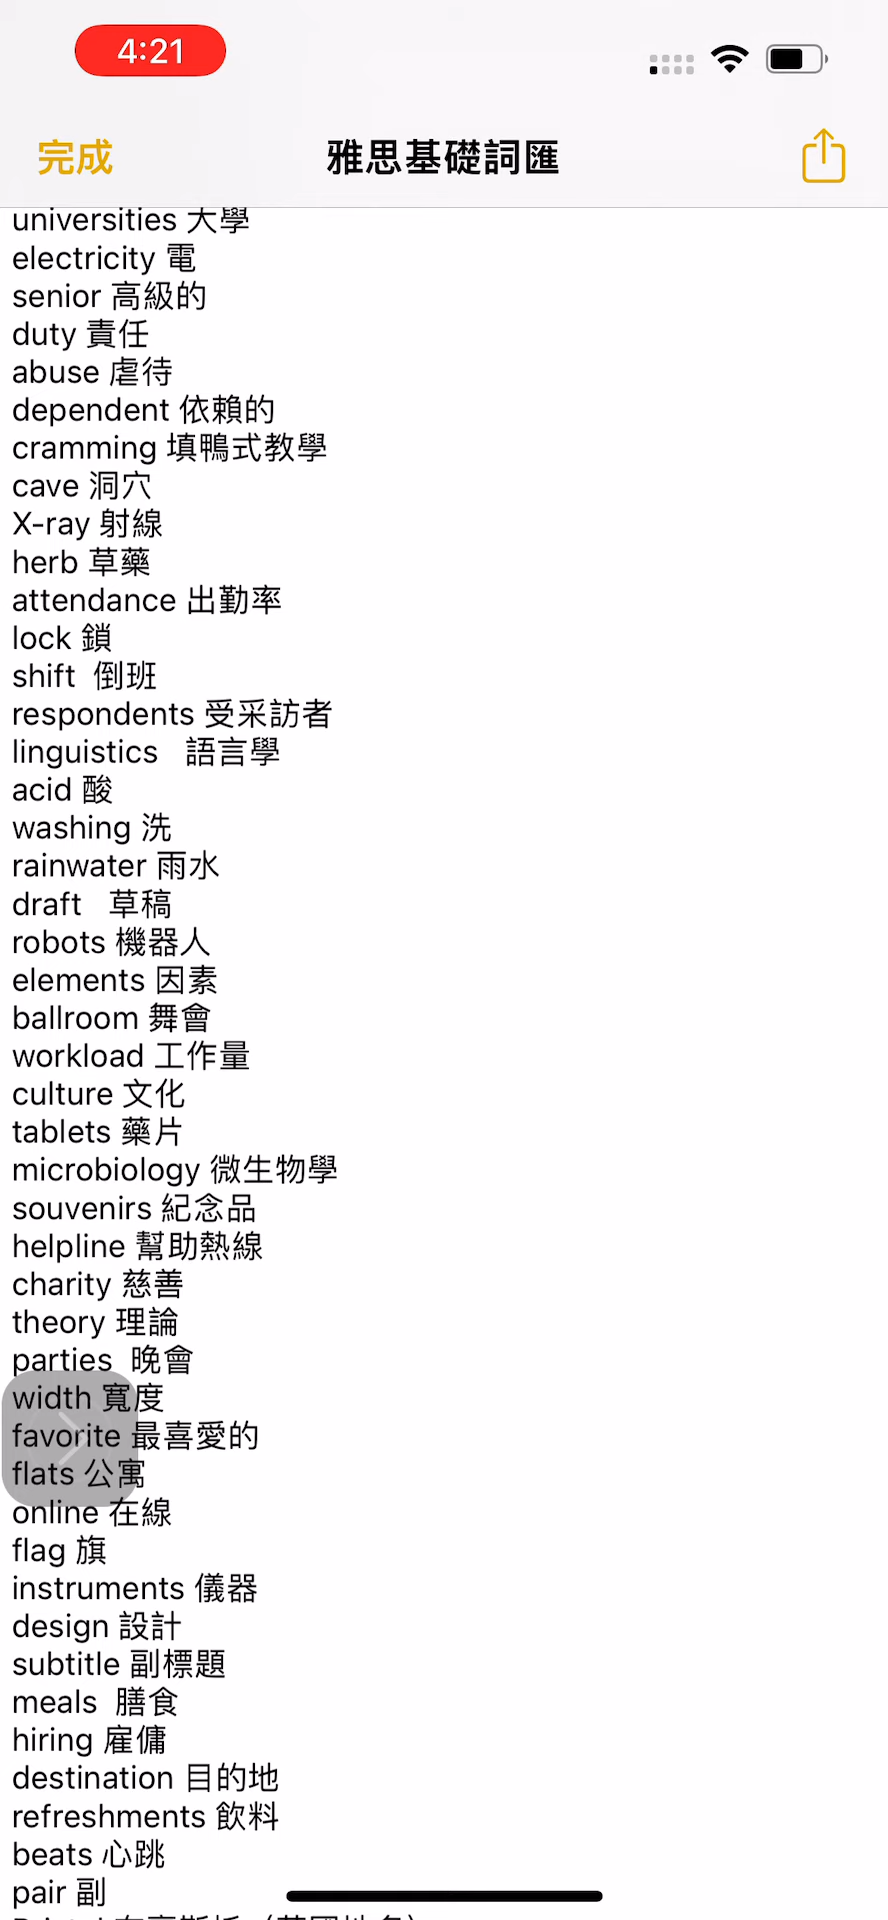 4:21
完成 雅思基礎詞匯
universities 大學
electricity 電
senior 高級的
duty 責任
abuse 虐待
dependent 依賴的
cramming 填鴨式教學
cave 洞穴
X-ray 射線
herb 草藥
attendance 出勤率
lock 鎖
shift 倒班
respondents 受采訪者
linguistics 語言學
acid 酸
washing 洗
rainwater 雨水
draft 草稿
robots 機器人
elements 因素
ballroom 舞會
workload 工作量
culture 文化
tablets 藥片
microbiology 微生物學
souvenirs 紀念品
helpline 幫助熱線
charity 慈善
theory 理論
parties 晚會
width 寬度
favorite 最喜愛的
flats 公寓
online 在線
flag 旗
instruments 儀器
design 設計
subtitle 副標題
meals 膳食
hiring 雇傭
destination 目的地
refreshments 飲料
beats 心跳
pair 副